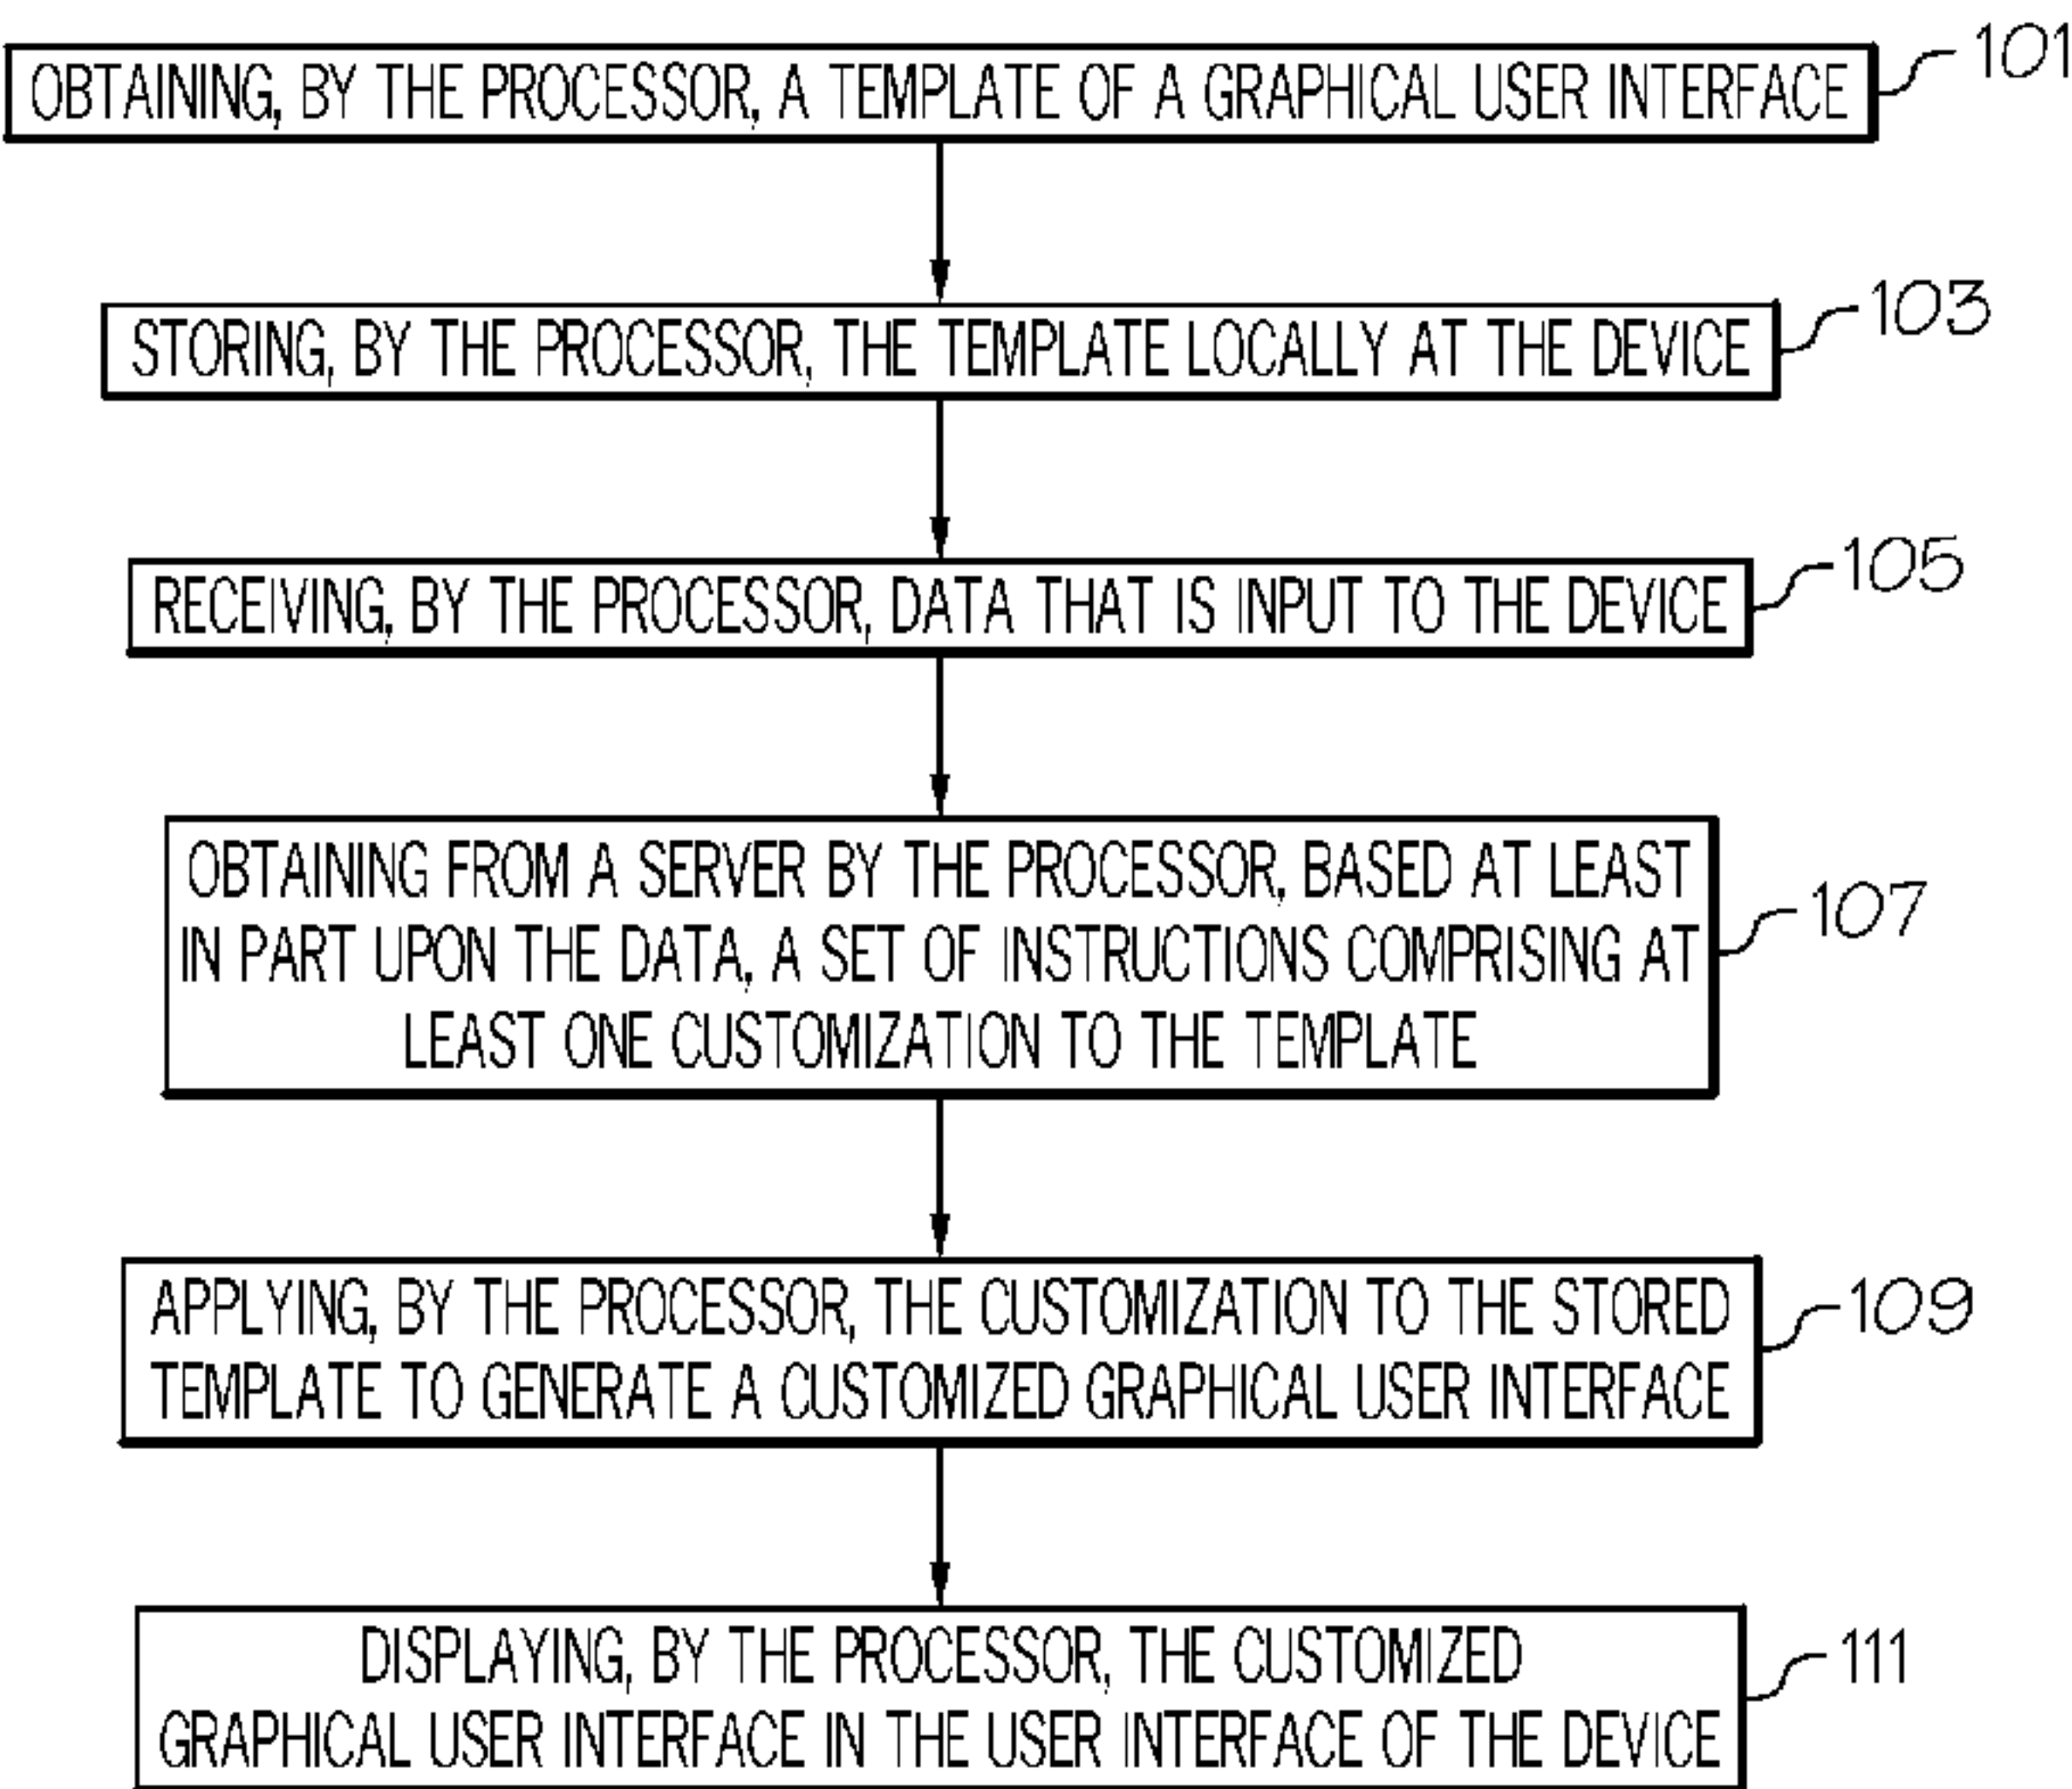 OBTAINING, BY THE PROCESSOR, A TEMPLATE OF A GRAPHICAL USER INTERFACE
101
STORING, BY THE PROCESSOR, THE TEMPLATE LOCALLY AT THE DEVICE
103
RECEIVING, BY THE PROCESSOR, DATA THAT IS INPUT TO THE DEVICE
105
OBTAINING FROM A SERVER BY THE PROCESSOR, BASED AT LEAST
IN PART UPON THE DATA, A SET OF INSTRUCTIONS COMPRISING AT
LEAST ONE CUSTOMIZATION TO THE TEMPLATE
107
APPLYING, BY THE PROCESSOR, THE CUSTOMIZATION TO THE STORED
TEMPLATE TO GENERATE A CUSTOMIZED GRAPHICAL USER INTERFACE
109
DISPLAYING, BY THE PROCESSOR, THE CUSTOMIZED
GRAPHICAL USER INTERFACE IN THE USER INTERFACE OF THE DEVICE
111